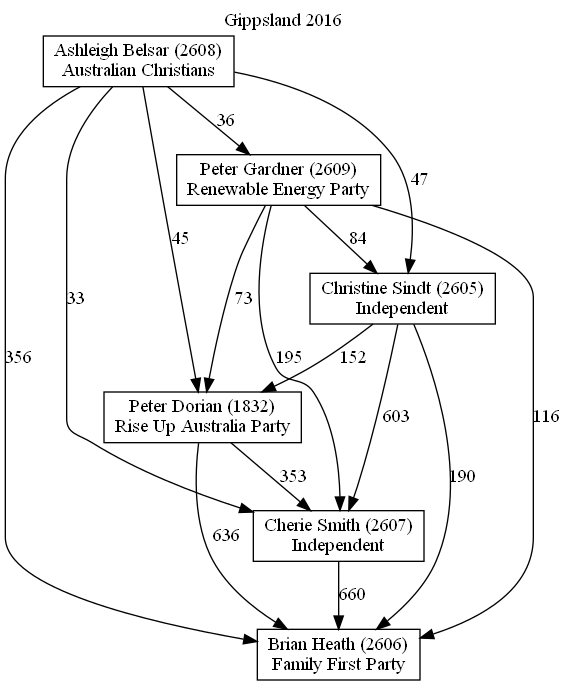 Gippsland 2016
Ashleigh Belsar (2608)
Australian Christians
36
Peter Gardner (2609)
Renewable Energy Party
47
45
84
33
73
Christine Sindt (2605)
Independent
356
195
152
116
Peter Dorian (1832)
Rise Up Australia Party
603
353
190
Cherie Smith (2607)
Independent
636
660
Brian Heath (2606)
Family First Party